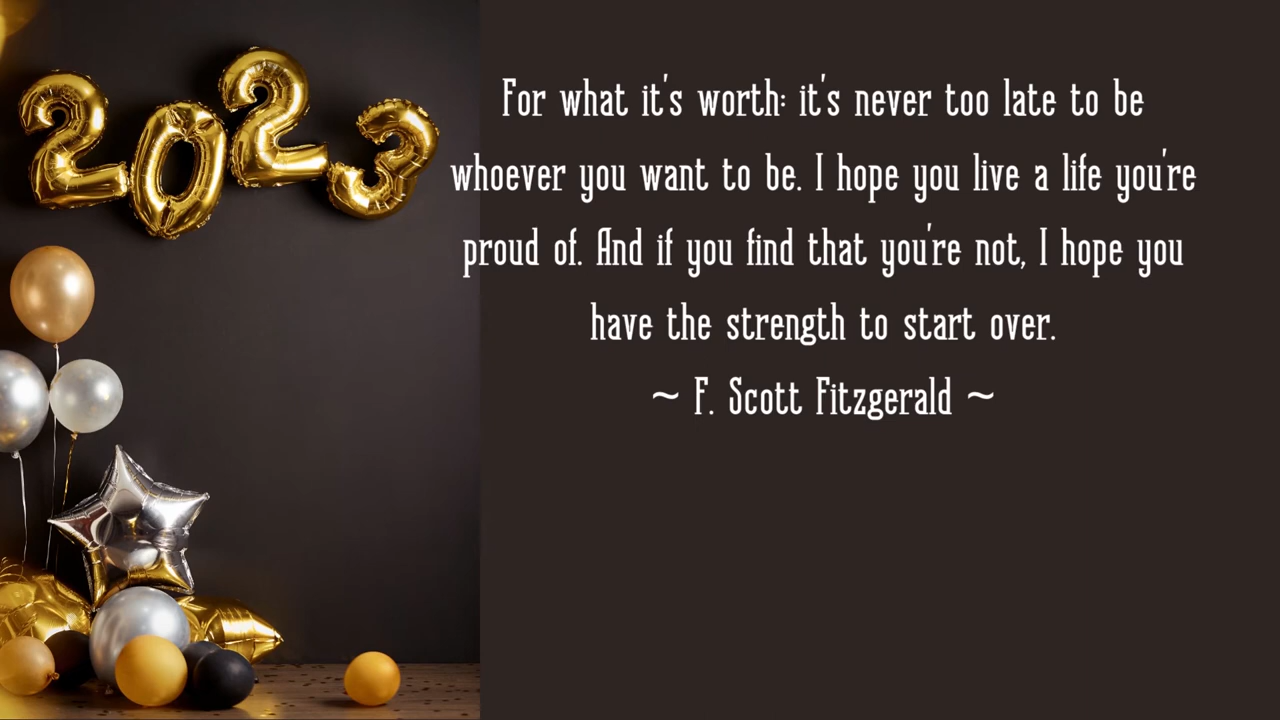 2023
For what it's worth: it's never too late to be
whoever you want to be. I hope you live a life you're
proud of. And if you find that you're not, I hope you
have the strength to start over.
~ F. Scott Fitzgerald ~